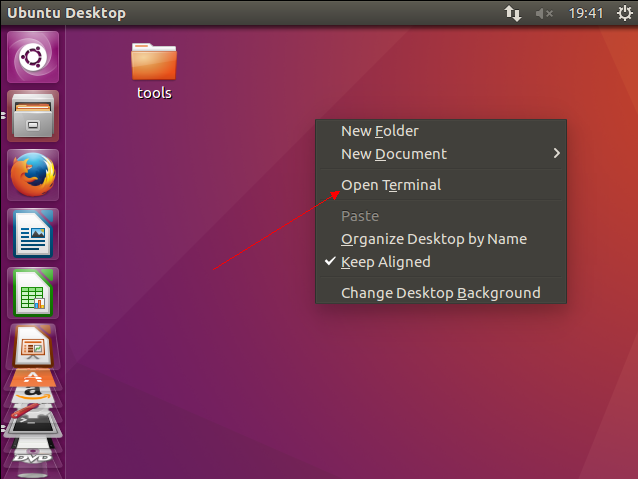 Ubuntu Desktop
19:41
tools
New Folder
New Document
Open Terminal
Paste
Organize Desktop by Name
Keep Aligned
Change Desktop Background
a
>_
DVD